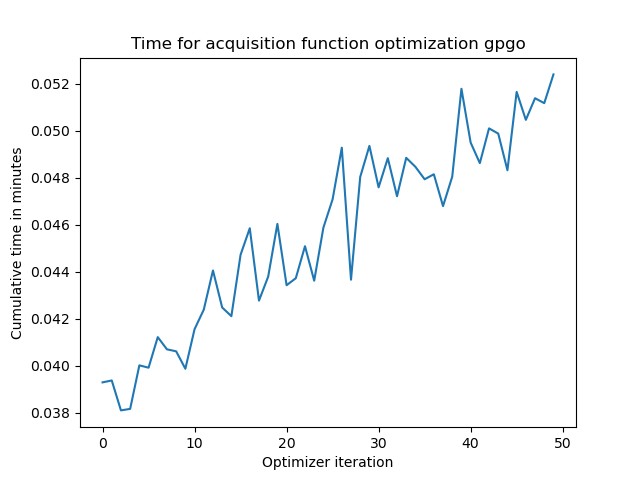 Time for acquisition function optimization gpgo
0.052
0.050
0.048
0.046
0.044
0.042
0.040
0.038
Cumulative time in minutes
0 10 20 30 40 50
Optimizer iteration